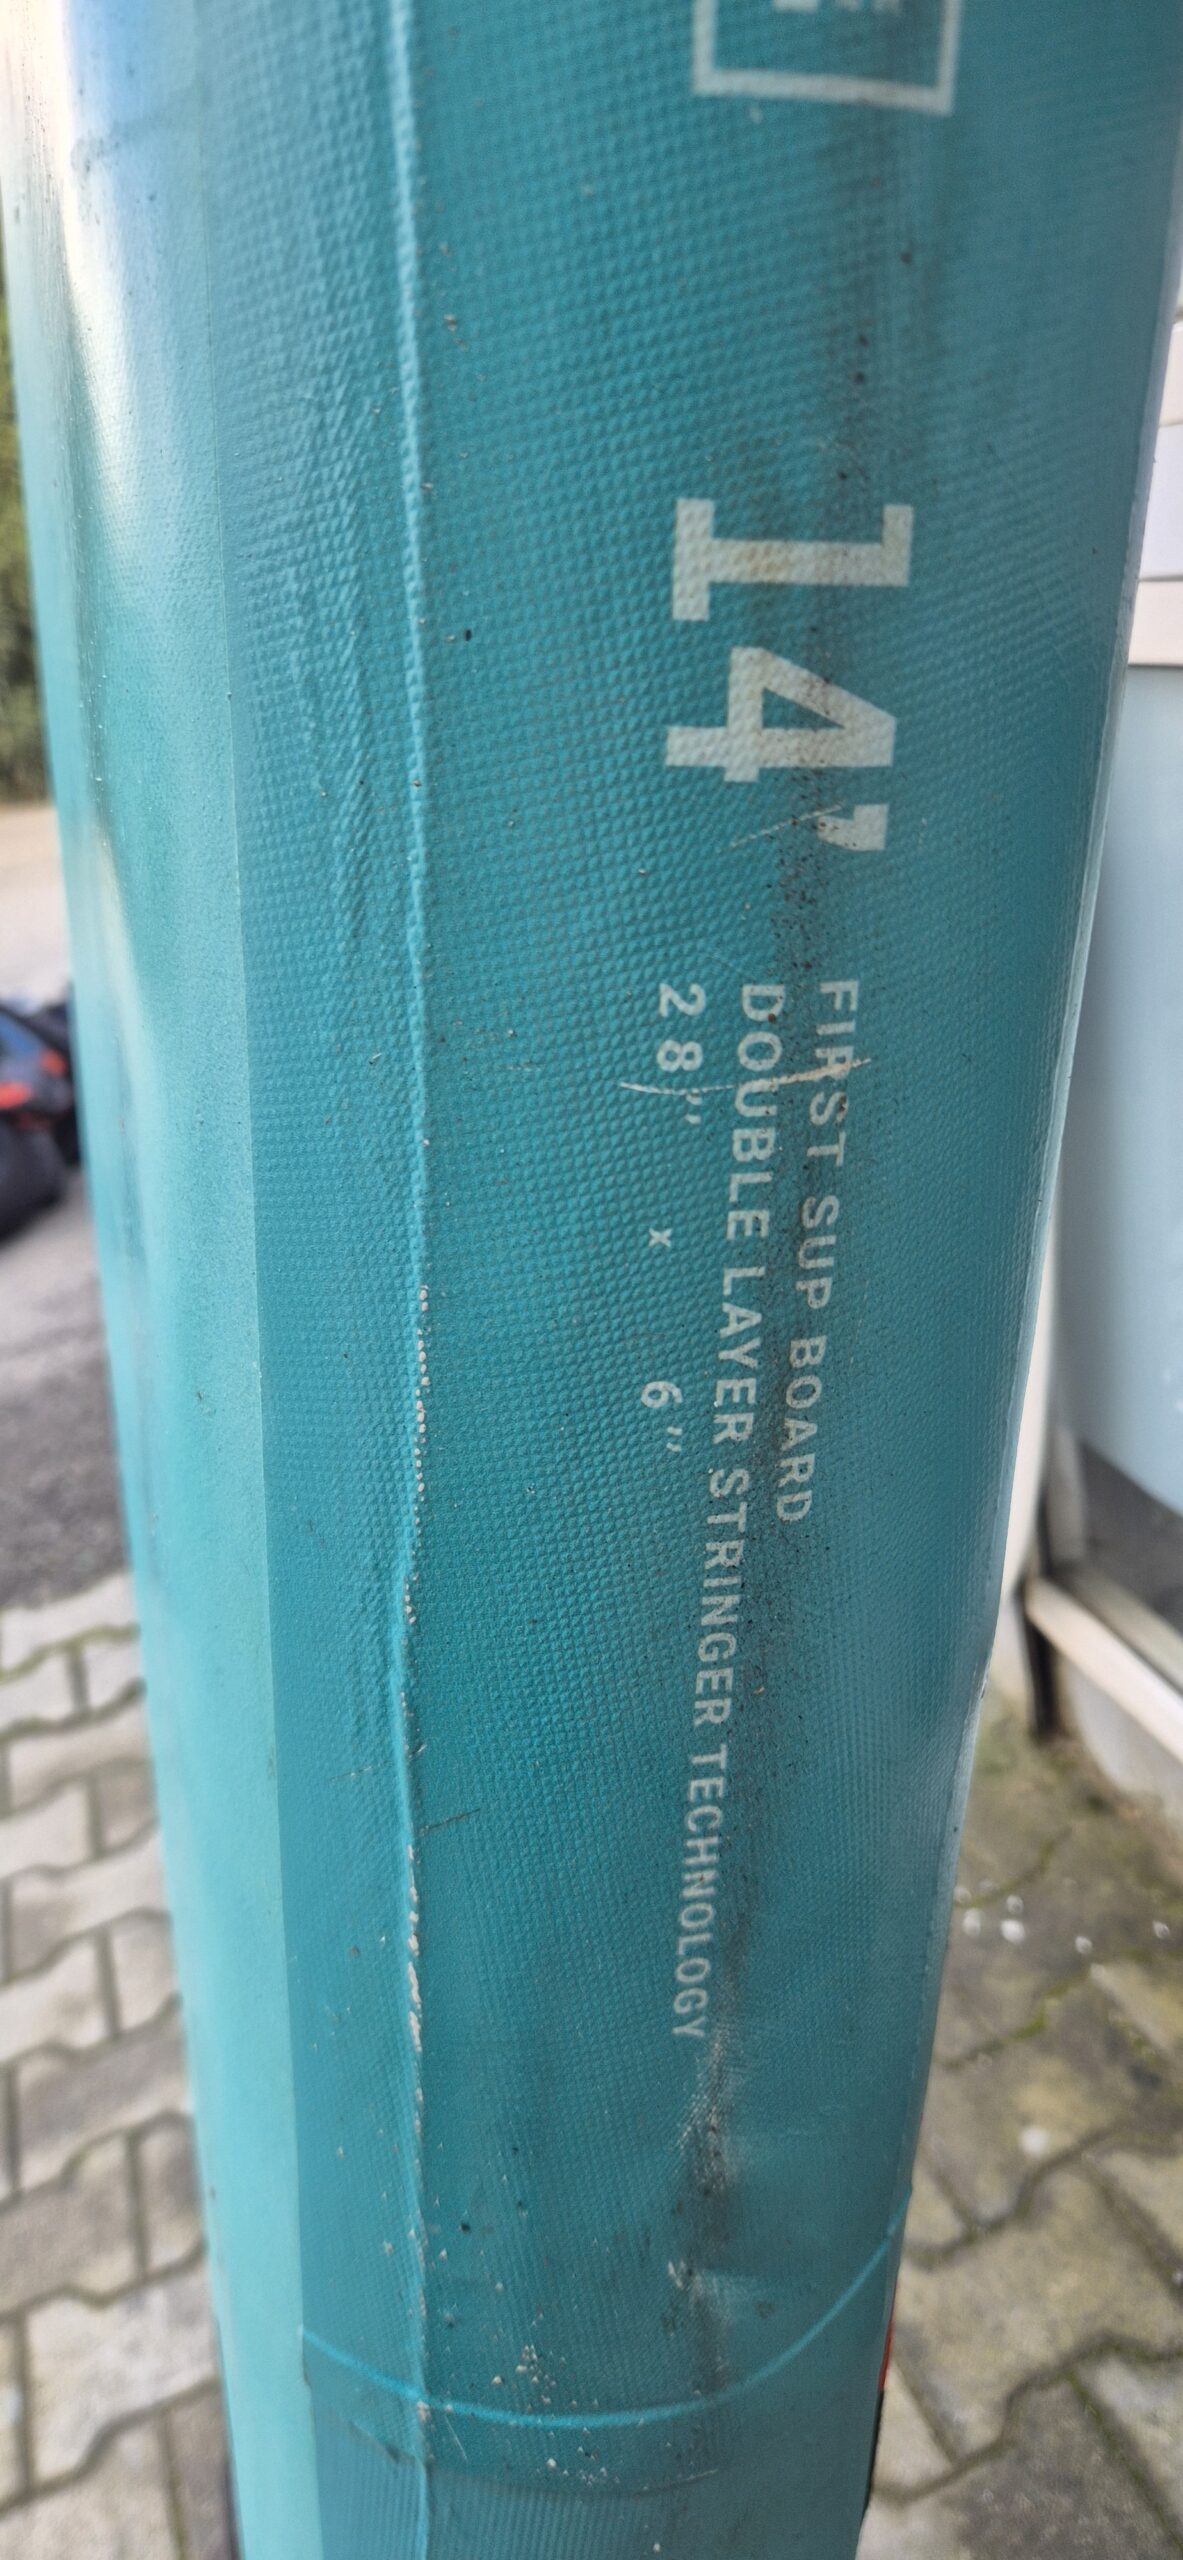 14'
FIRST SUP BOARD
DOUBLE LAYER STRINGER TECHNOLOGY
28" x 6"